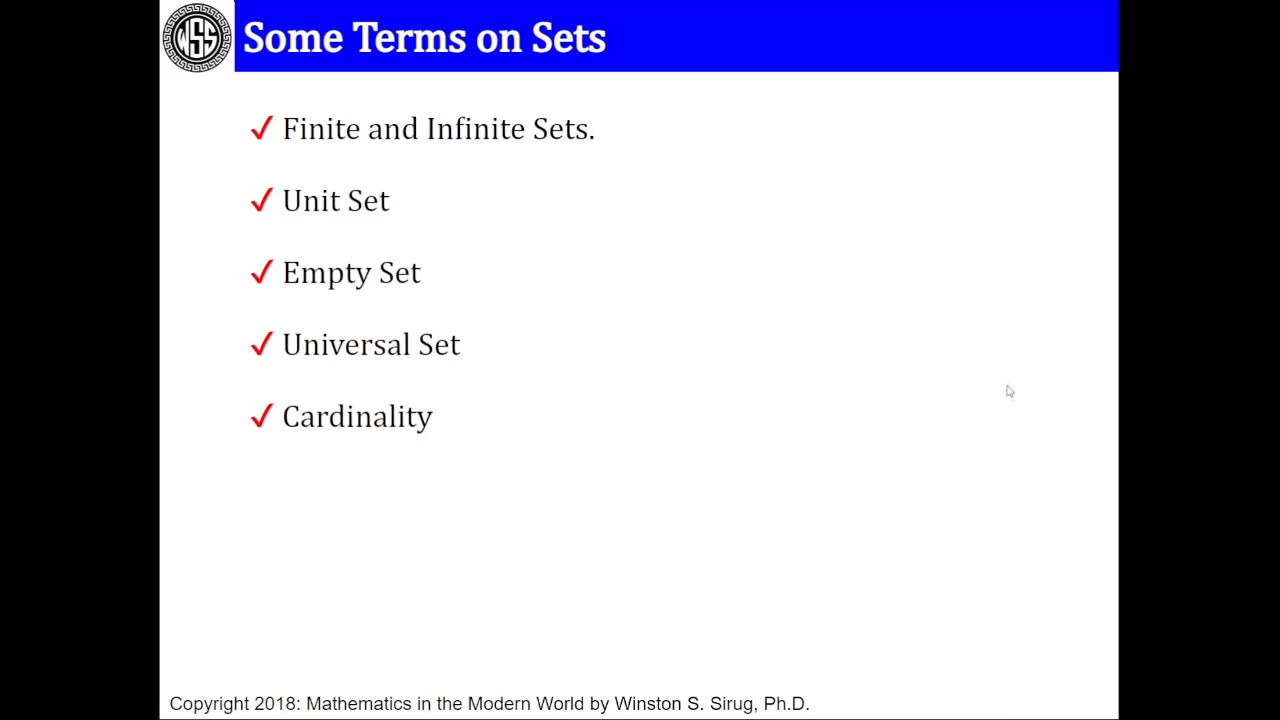 WSS
Some Terms on Sets
✓ Finite and Infinite Sets.
✓ Unit Set
✓ Empty Set
✓ Universal Set
✓ Cardinality
Copyright 2018: Mathematics in the Modern World by Winston S. Sirug, Ph.D.